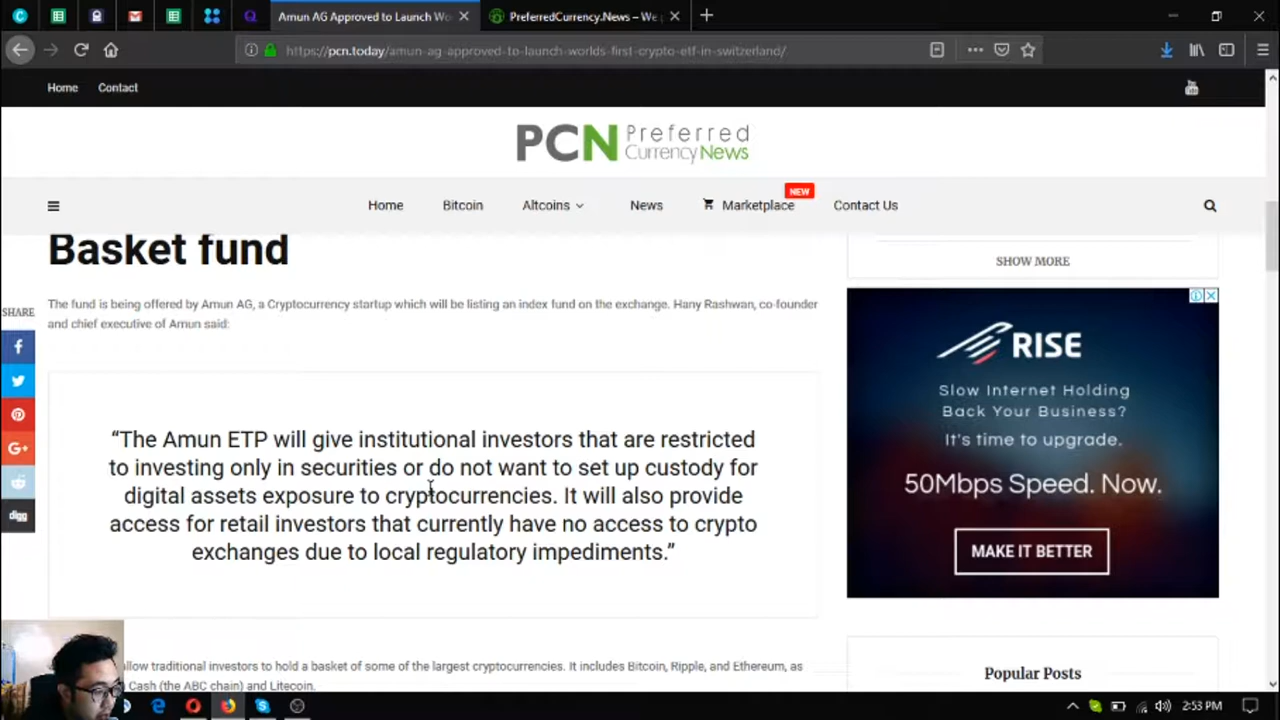 Amun AG Approved to Launch Wo
PreferredCurrency.News – We
https://pcn.today/amun-ag-approved-to-launch-worlds-first-crypto-etf-in-switzerland/
Home Contact
PCN Preferred CurrencyNews
NEW
Home Bitcoin Altcoins News Marketplace Contact Us
Basket fund
SHOW MORE
SHARE
The fund is being offered by Amun AG, a Cryptocurrency startup which will be listing an index fund on the exchange. Hany Rashwan, co-founder
and chief executive of Amun said:
“The Amun ETP will give institutional investors that are restricted
to investing only in securities or do not want to set up custody for
digital assets exposure to cryptocurrencies. It will also provide
access for retail investors that currently have no access to crypto
exchanges due to local regulatory impediments.”
digg
RISE
Slow Internet Holding
Back Your Business?
It's time to upgrade.
50Mbps Speed. Now.
MAKE IT BETTER
allow traditional investors to hold a basket of some of the largest cryptocurrencies. It includes Bitcoin, Ripple, and Ethereum, as
Cash (the ABC chain) and Litecoin.
Popular Posts
2:53 PM